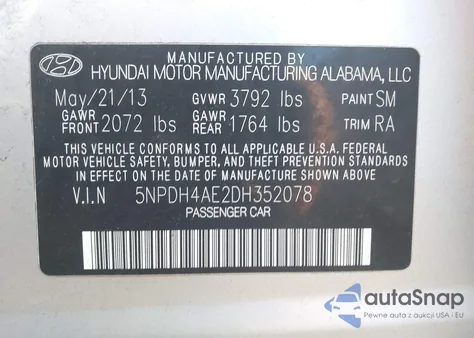 MANUFACTURED BY
HYUNDAI MOTOR MANUFACTURING ALABAMA, LLC
May/21/13 GVWR 3792 lbs PAINT SM
GAWR FRONT 2072 lbs GAWR REAR 1764 lbs TRIM RA
THIS VEHICLE CONFORMS TO ALL APPLICABLE U.S.A. FEDERAL
MOTOR VEHICLE SAFETY, BUMPER, AND THEFT PREVENTION STANDARDS
IN EFFECT ON THE DATE OF MANUFACTURE SHOWN ABOVE.
V.I.N 5NPDH4AE2DH352078
PASSENGER CAR
autoSnap
Pewne auta z aukcji USA i EU